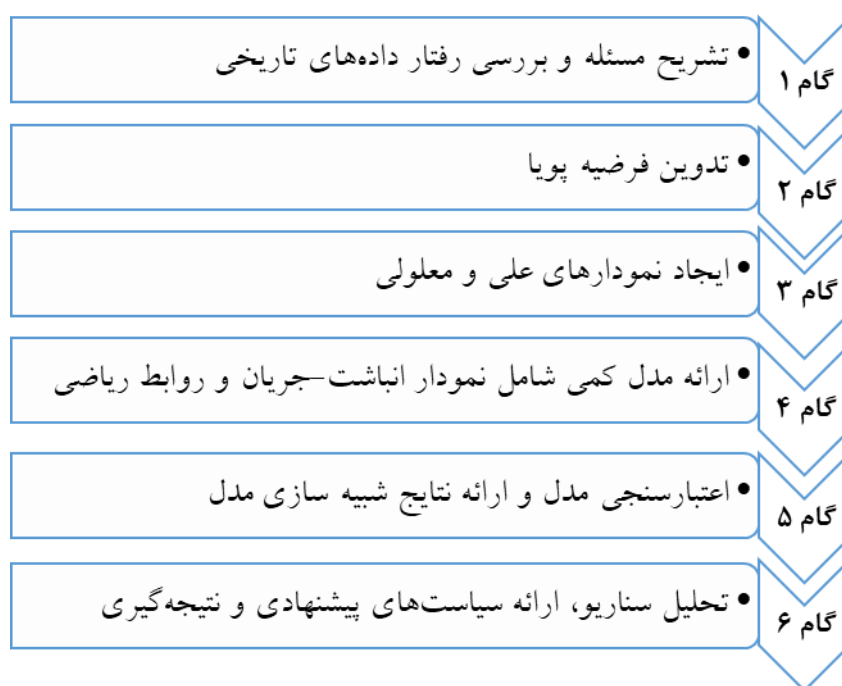 گام ۱
• تشریح مسئله و بررسی رفتار داده‌های تاریخی
گام ۲
• تدوین فرضیه پویا
گام ۳
• ایجاد نمودارهای علی و معلولی
گام ۴
• ارائه مدل کمی شامل نمودار انباشت–جریان و روابط ریاضی
گام ۵
• اعتبارسنجی مدل و ارائه نتایج شبیه سازی مدل
گام ۶
• تحلیل سناریو، ارائه سیاست‌های پیشنهادی و نتیجه‌گیری